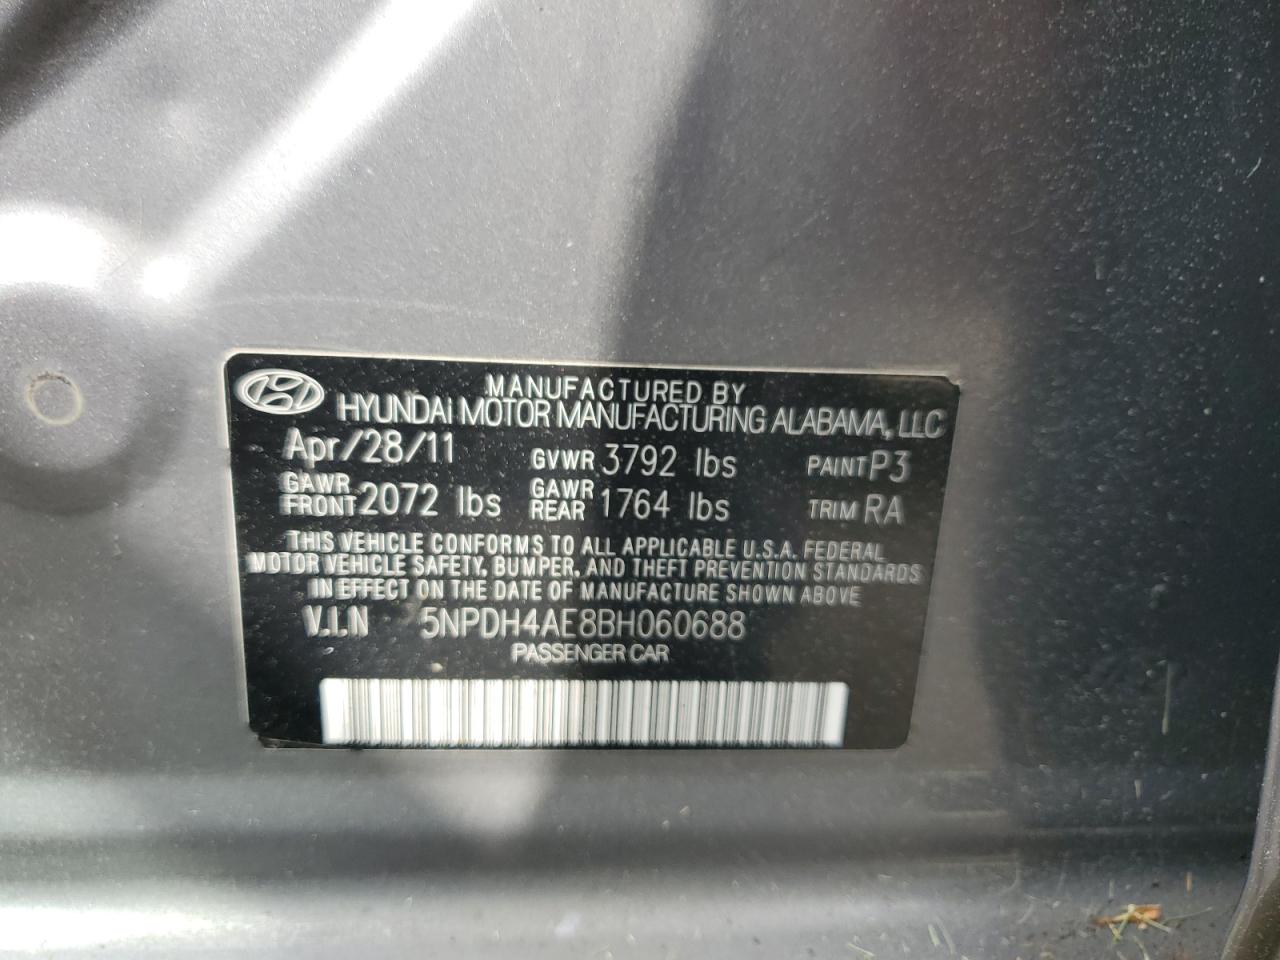 MANUFACTURED BY
HYUNDAI MOTOR MANUFACTURING ALABAMA, LLC
Apr/28/11 GVWR 3792 lbs PAINT P3
GAWR FRONT 2072 lbs GAWR REAR 1764 lbs TRIM RA
THIS VEHICLE CONFORMS TO ALL APPLICABLE U.S.A. FEDERAL
MOTOR VEHICLE SAFETY, BUMPER, AND THEFT PREVENTION STANDARDS
IN EFFECT ON THE DATE OF MANUFACTURE SHOWN ABOVE
V.I.N 5NPDH4AE8BH060688
PASSENGER CAR